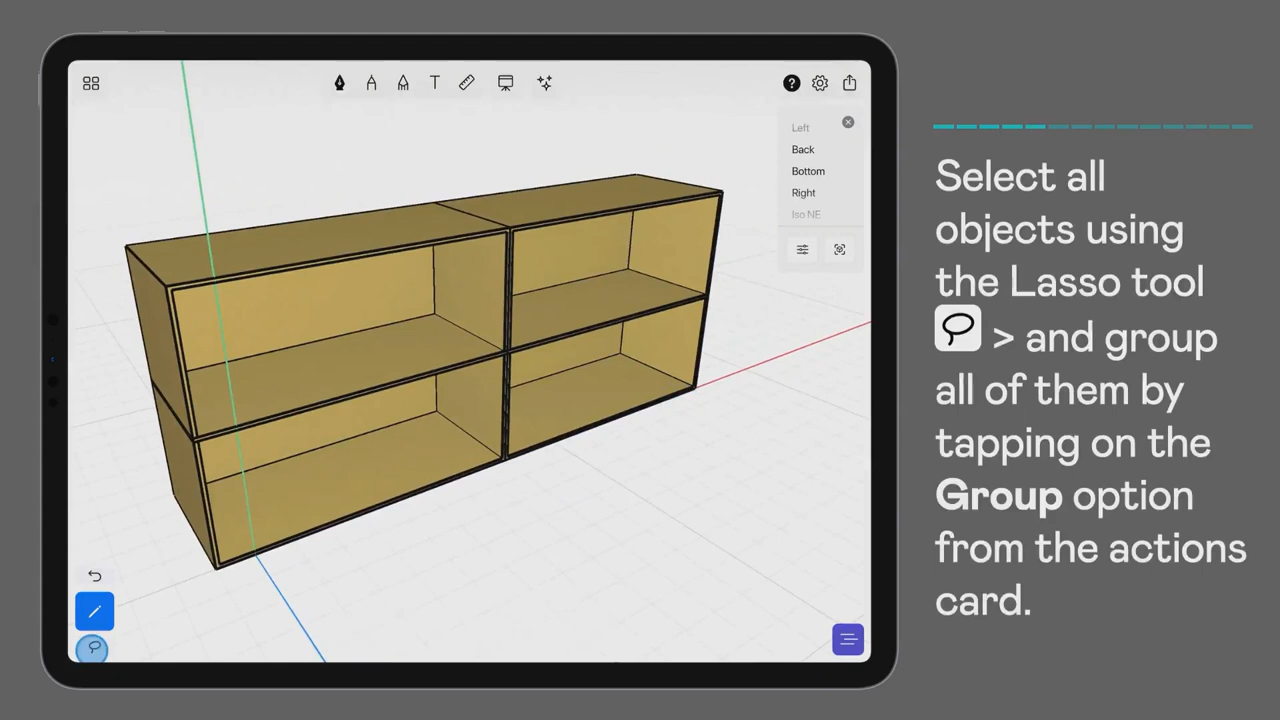 T
?
Left
Back
Bottom
Right
Iso NE
Select all
objects using
the Lasso tool
> and group
all of them by
tapping on the
Group option
from the actions
card.